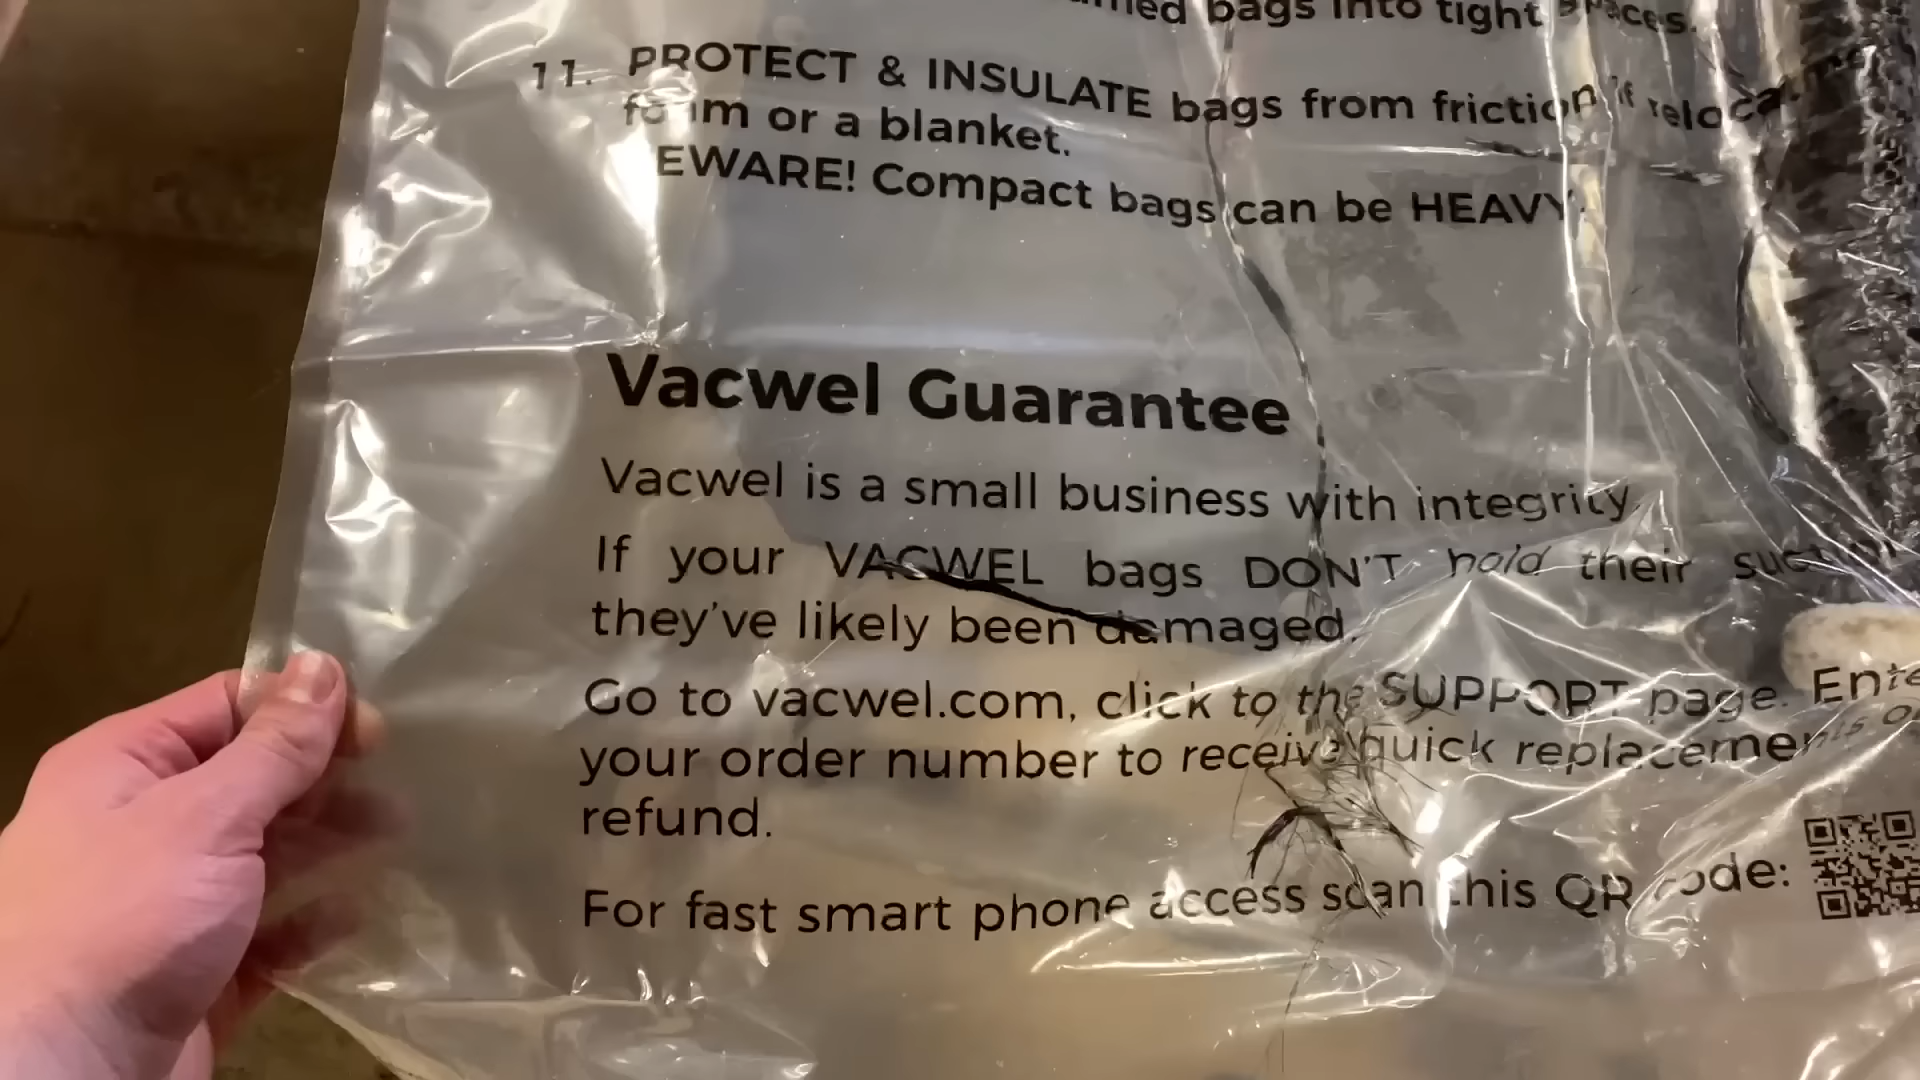 bags into tight spaces.
11. PROTECT & INSULATE bags from friction if
foam or a blanket.
BEWARE! Compact bags can be HEAVY.
Vacwel Guarantee
Vacwel is a small business with integrity.
If your VACWEL bags DON'T hold their
they've likely been damaged.
Go to vacwel.com, click to the SUPPORT page. Enter
your order number to receive quick replacements or
refund.
For fast smart phone access scan this QR code: